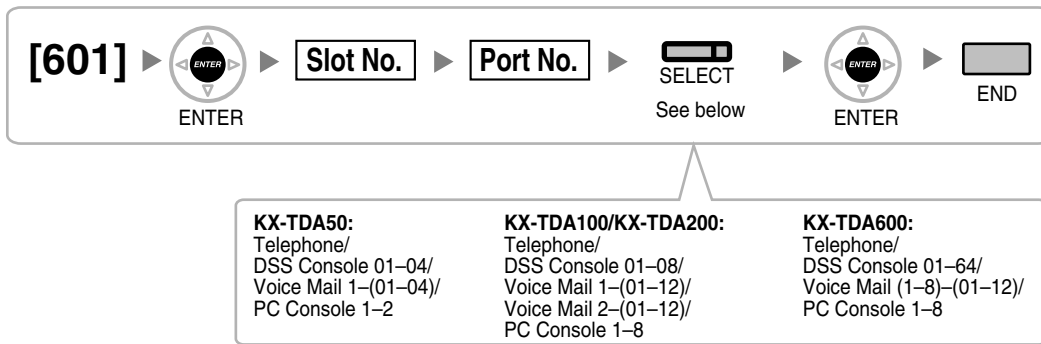 [601] ENTER Slot No. Port No. ENTER
SELECT END
ENTER See below ENTER
KX-TDA50:
Telephone/
DSS Console 01–04/
Voice Mail 1–(01–04)/
PC Console 1–2
KX-TDA100/KX-TDA200:
Telephone/
DSS Console 01–08/
Voice Mail 1–(01–12)/
Voice Mail 2–(01–12)/
PC Console 1–8
KX-TDA600:
Telephone/
DSS Console 01–64/
Voice Mail (1–8)–(01–12)/
PC Console 1–8